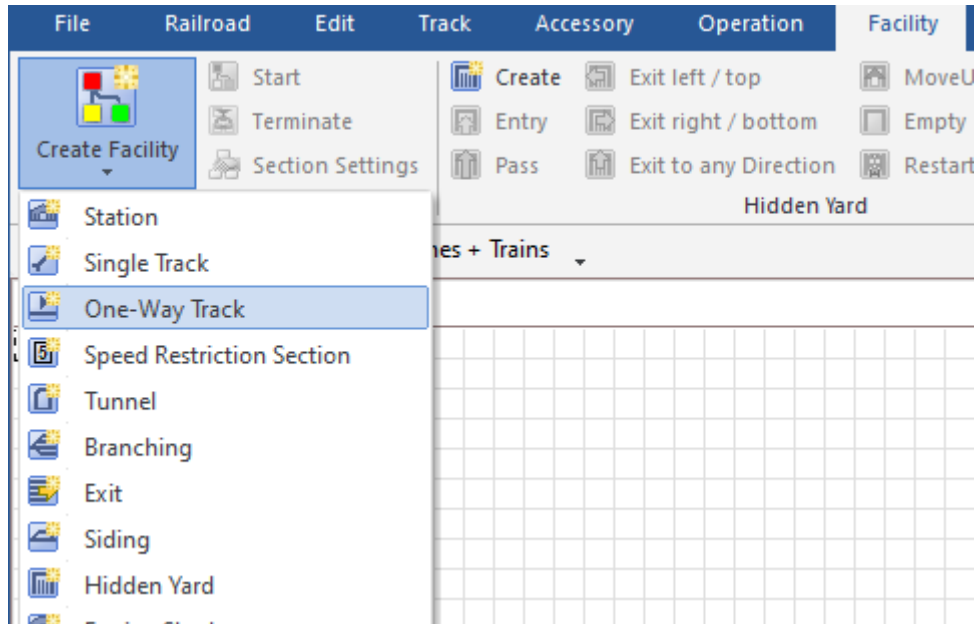 File Railroad Edit Track Accessory Operation Facility
Create Facility
Start
Terminate
Section Settings
Create
Entry
Pass
Exit left / top
Exit right / bottom
Exit to any Direction
MoveU
Empty
Restart
Hidden Yard
nes + Trains
Station
Single Track
One-Way Track
5
Speed Restriction Section
Tunnel
Branching
Exit
Siding
Hidden Yard